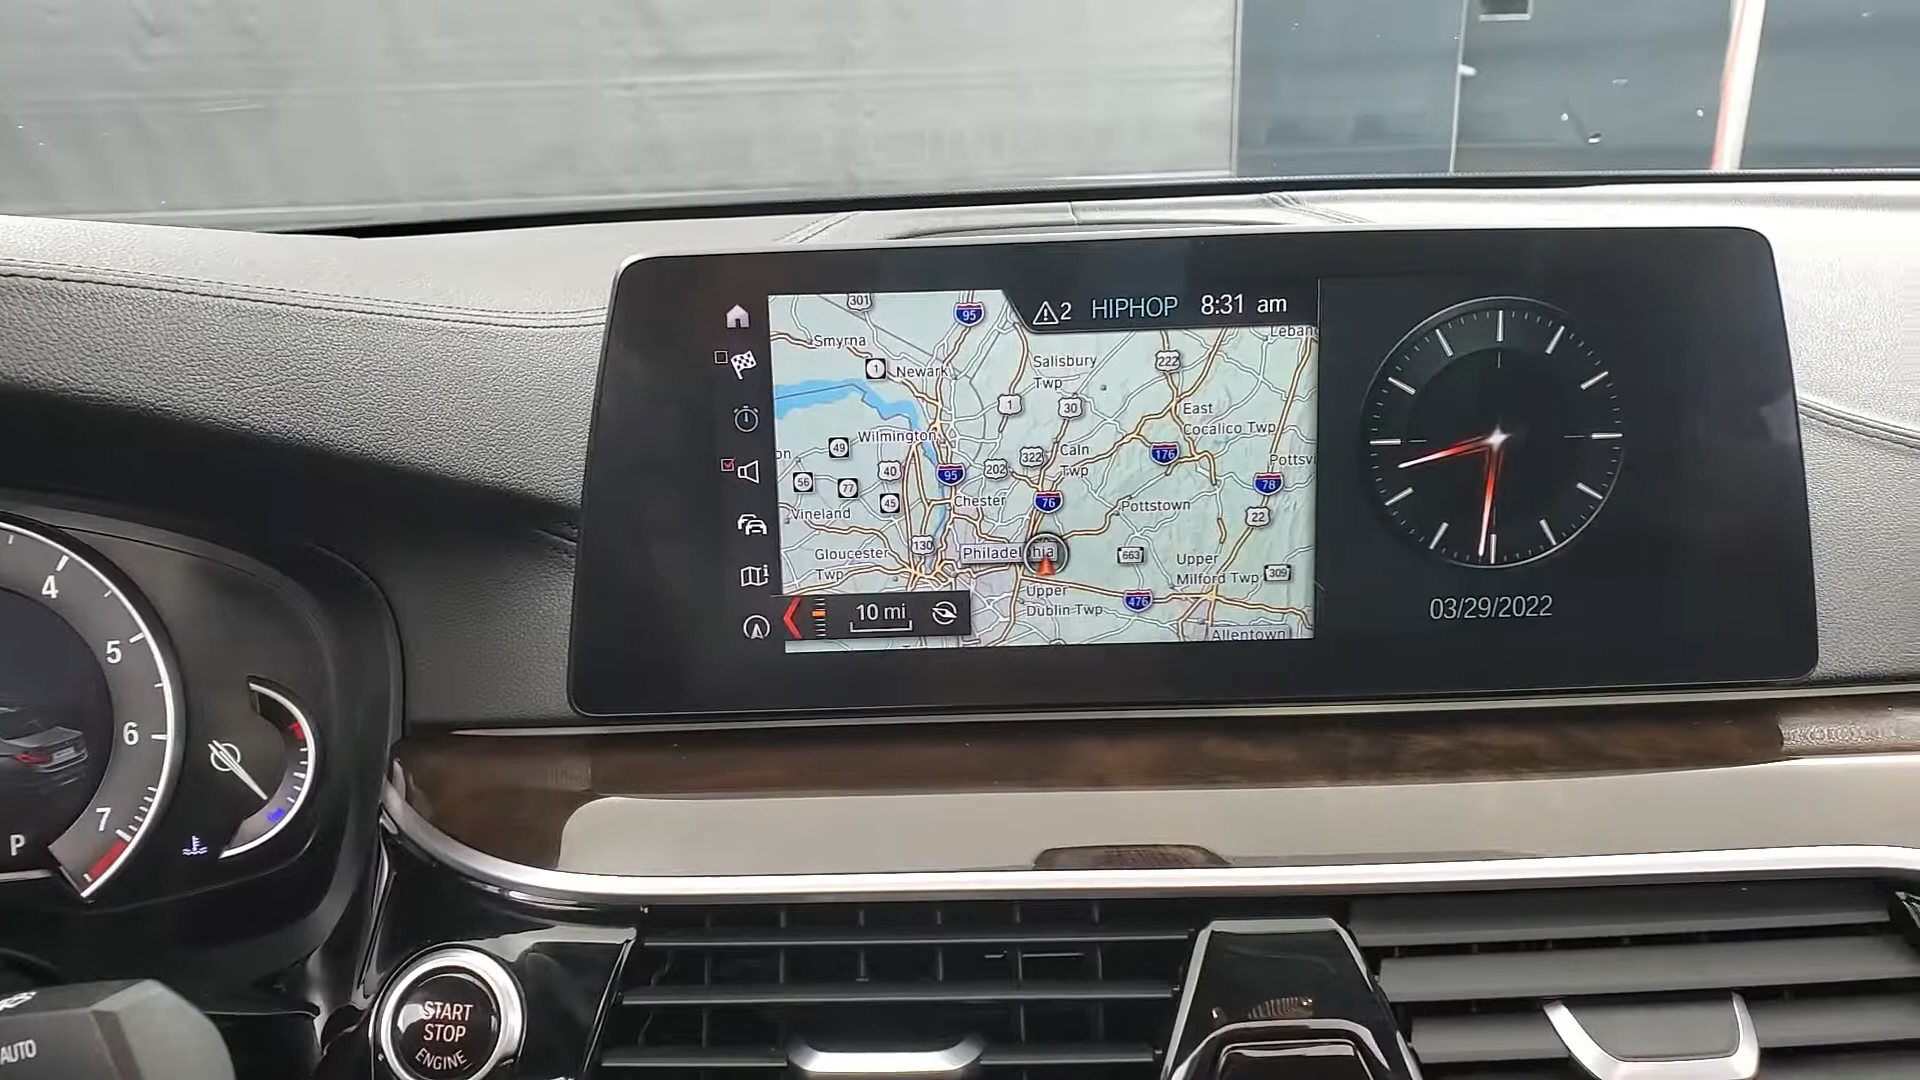 301
95
2 HIPHOP 8:31 am
Smyrna
Salisbury
Twp
222
1
Newark
1
30
East
Cocalico Twp
Wilmington
49
322
Caln
Twp
176
40
95
202
56
77
76
78
45
Chester
Vineland
Pottstown
22
130
Gloucester
Twp
663
Upper
Milford Twp
309
Upper
Dublin Twp
476
10 mi
Allentown
03/29/2022
4
5
6
7
P
START
STOP
ENGINE
AUTO